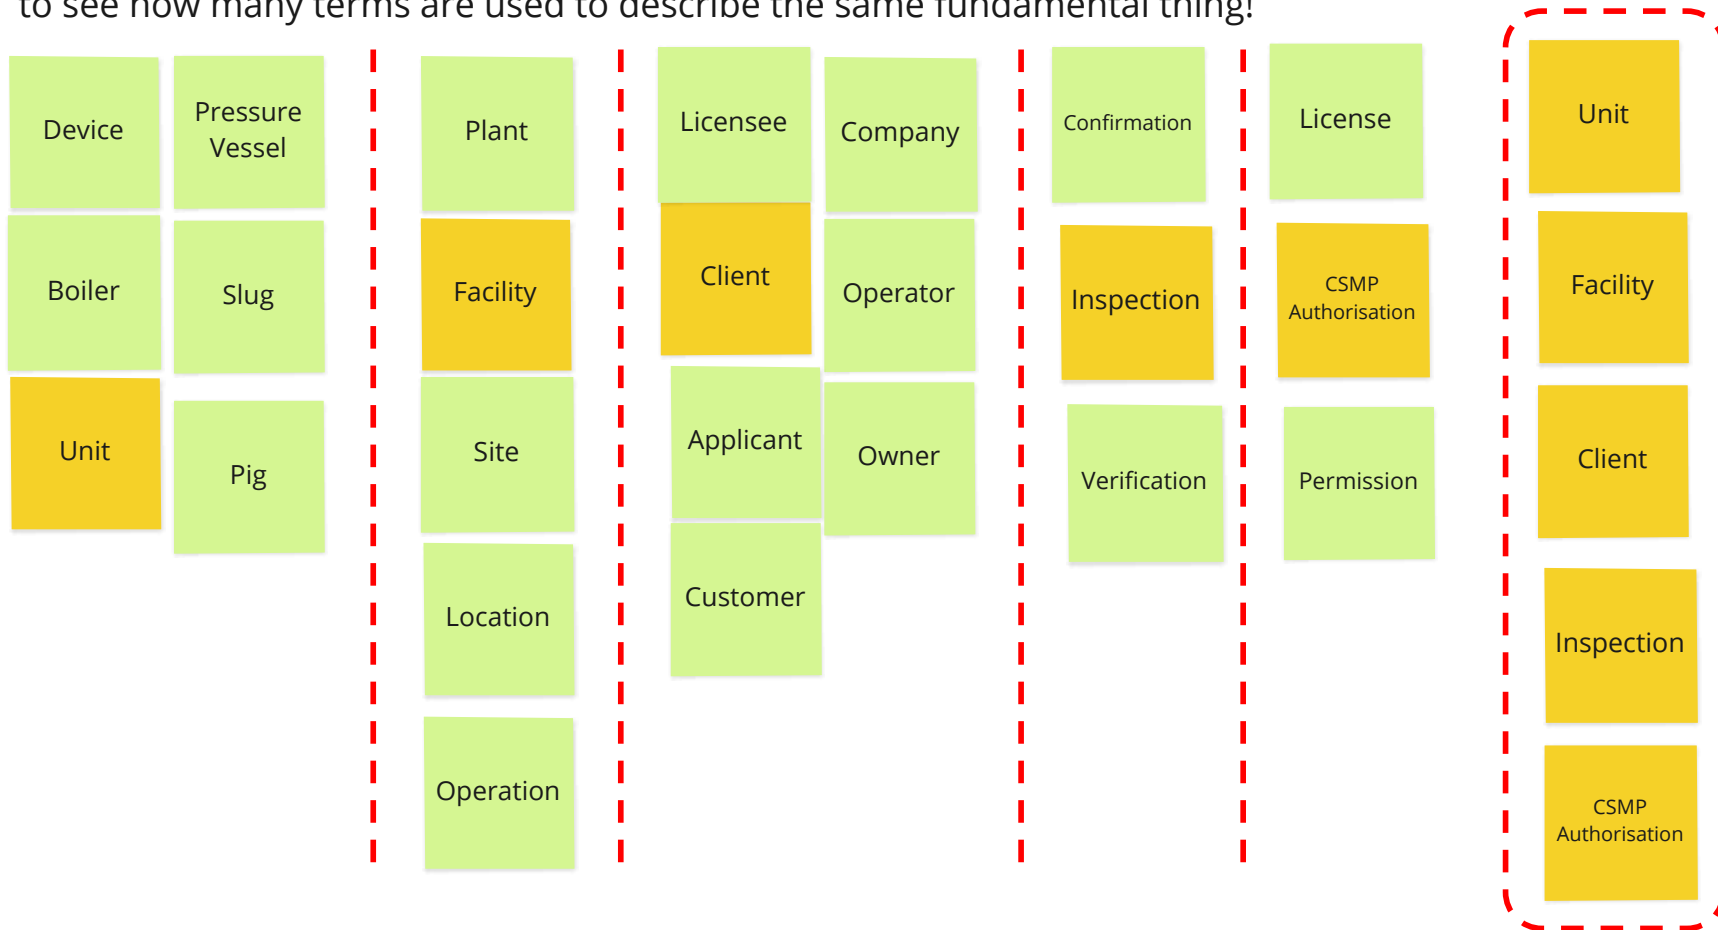 to see how many terms are used to describe the same fundamental thing!
Device
Pressure
Vessel
Boiler
Slug
Unit
Pig
Plant
Facility
Site
Location
Operation
Licensee
Company
Client
Operator
Applicant
Owner
Customer
Confirmation
Inspection
Verification
License
CSMP
Authorisation
Permission
Unit
Facility
Client
Inspection
CSMP
Authorisation